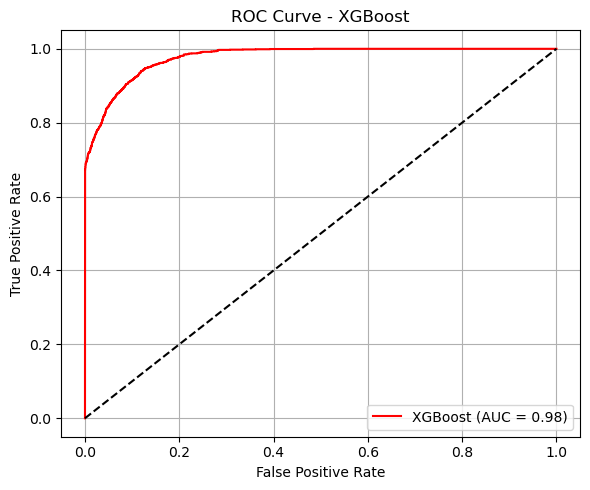 ROC Curve - XGBoost
True Positive Rate
1.0
0.8
0.6
0.4
0.2
0.0
XGBoost (AUC = 0.98)
0.0 0.2 0.4 0.6 0.8 1.0
False Positive Rate